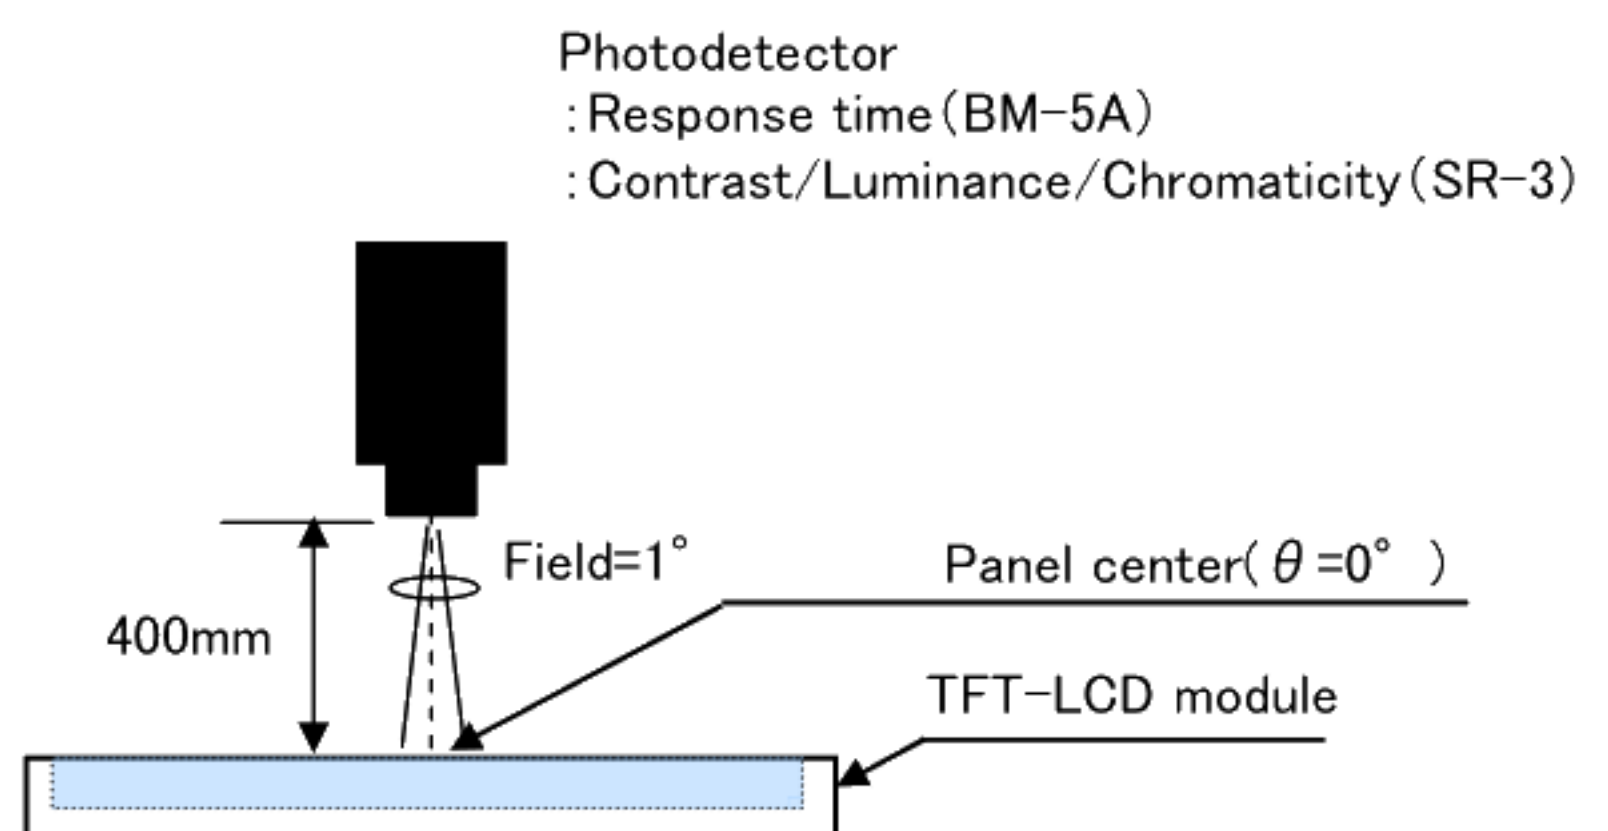 Photodetector
:Response time(BM-5A)
:Contrast/Luminance/Chromaticity(SR-3)
Field=1°
Panel center(θ=0° )
400mm
TFT-LCD module